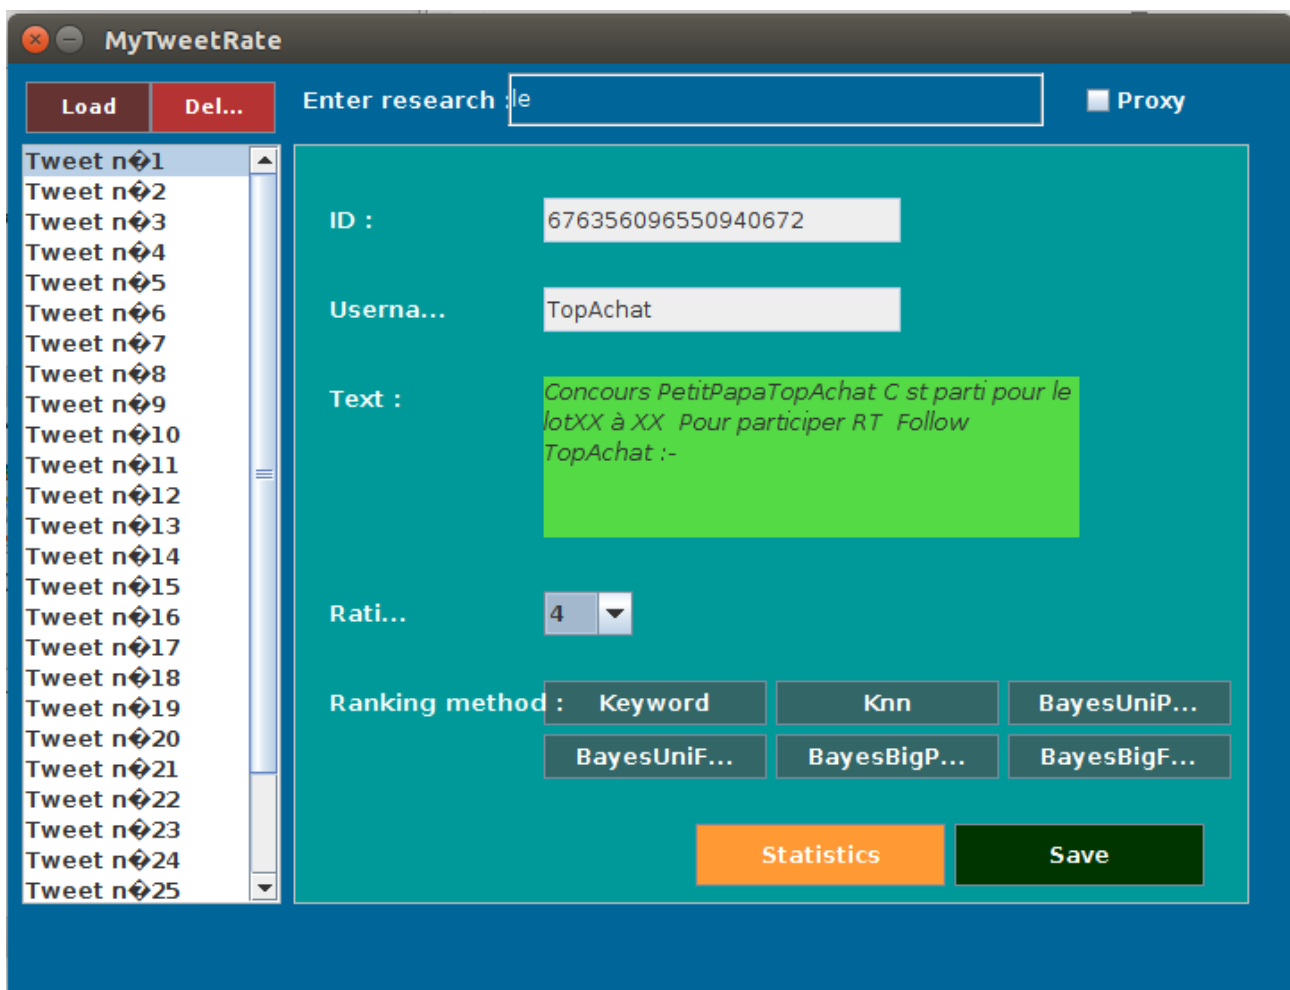 MyTweetRate
Load
Del...
Enter research :
le
Proxy
Tweet n�1
Tweet n�2
Tweet n�3
Tweet n�4
Tweet n�5
Tweet n�6
Tweet n�7
Tweet n�8
Tweet n�9
Tweet n�10
Tweet n�11
Tweet n�12
Tweet n�13
Tweet n�14
Tweet n�15
Tweet n�16
Tweet n�17
Tweet n�18
Tweet n�19
Tweet n�20
Tweet n�21
Tweet n�22
Tweet n�23
Tweet n�24
Tweet n�25
ID :
676356096550940672
Userna...
TopAchat
Text :
Concours PetitPapaTopAchat C st parti pour le
lotXX à XX  Pour participer RT  Follow
TopAchat :-
Rati...
4
Ranking method :
Keyword
Knn
BayesUniP...
BayesUniF...
BayesBigP...
BayesBigF...
Statistics
Save